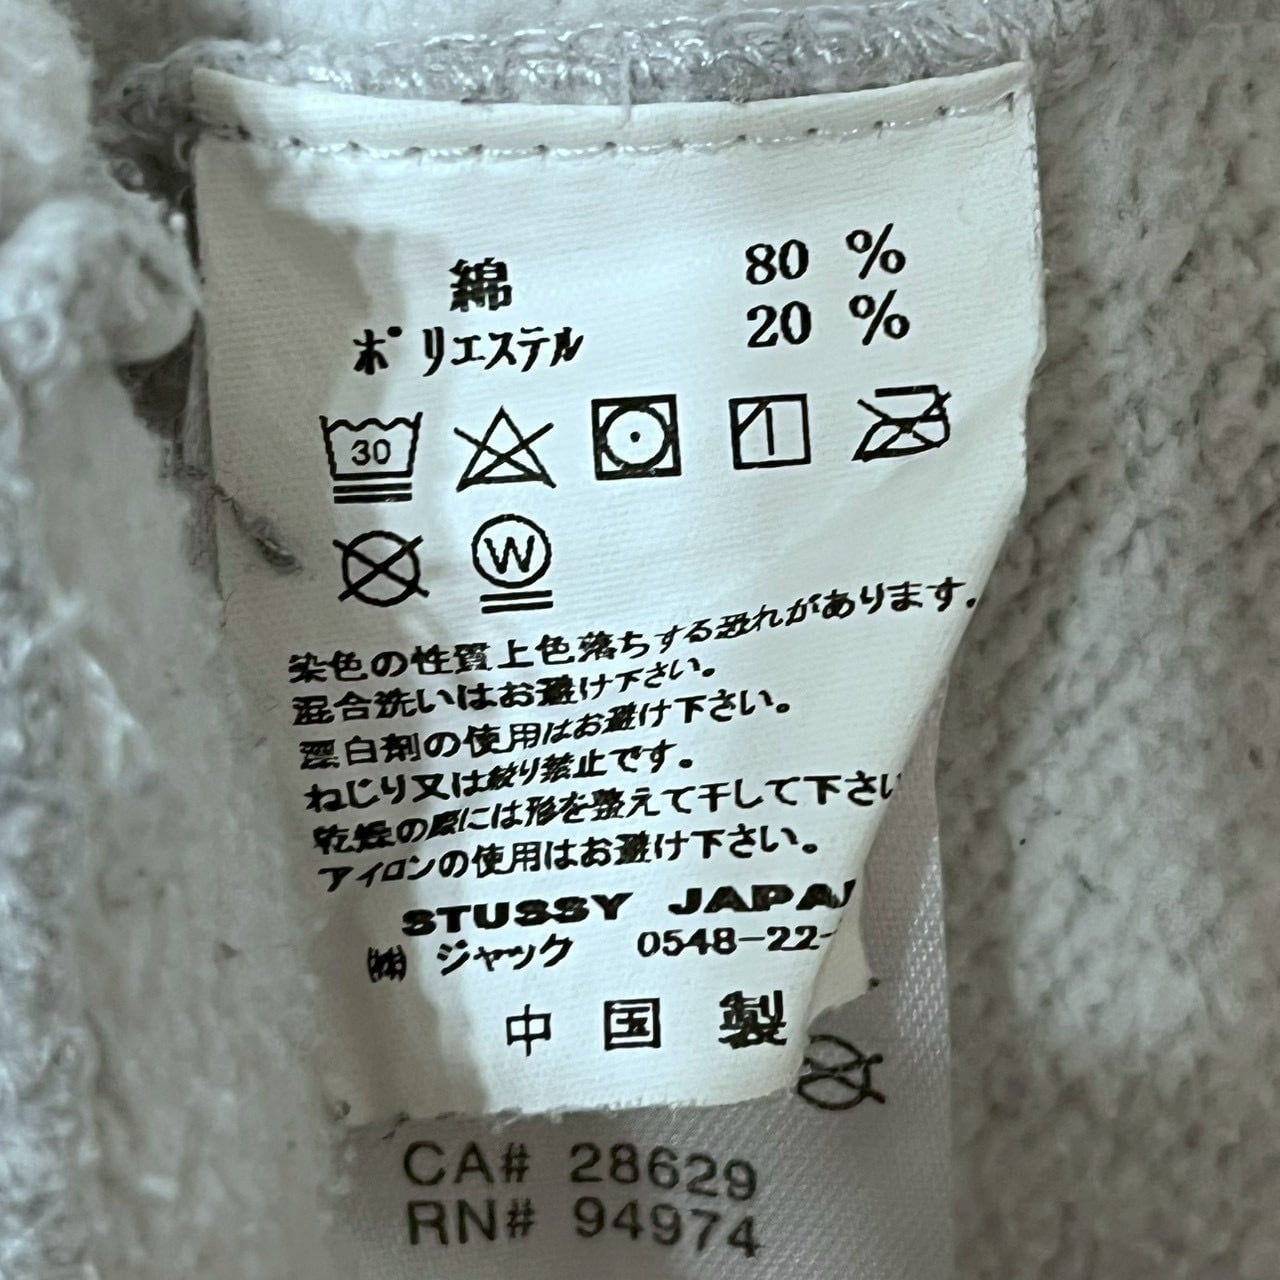 綿 80 %
ポリエステル 20 %
30
W
染色の性質上色落ちする恐れがあります.
混合洗いはお避け下さい。
漂白剤の使用はお避け下さい。
ねじり又は絞り禁止です。
乾燥の際には形を整えて干して下さい
アイロンの使用はお避け下さい。
STUSSY JAPAN
㈱ ジャック 0548-22-
中国製
CA# 28629
RN# 94974